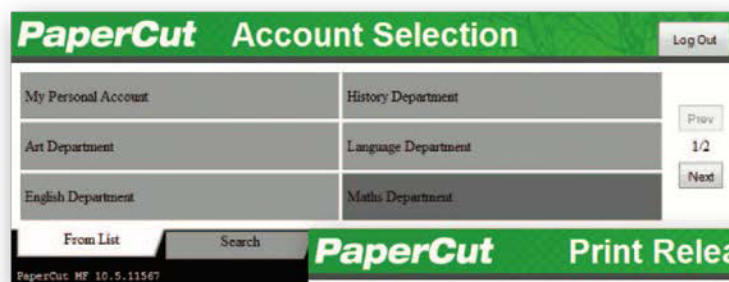 PaperCut Account Selection
Log Out
My Personal Account
History Department
Prev
Art Department
Language Department
1/2
Next
English Department
Maths Department
From List
Search
PaperCut Print Relea
PaperCut MF 10.5.11567